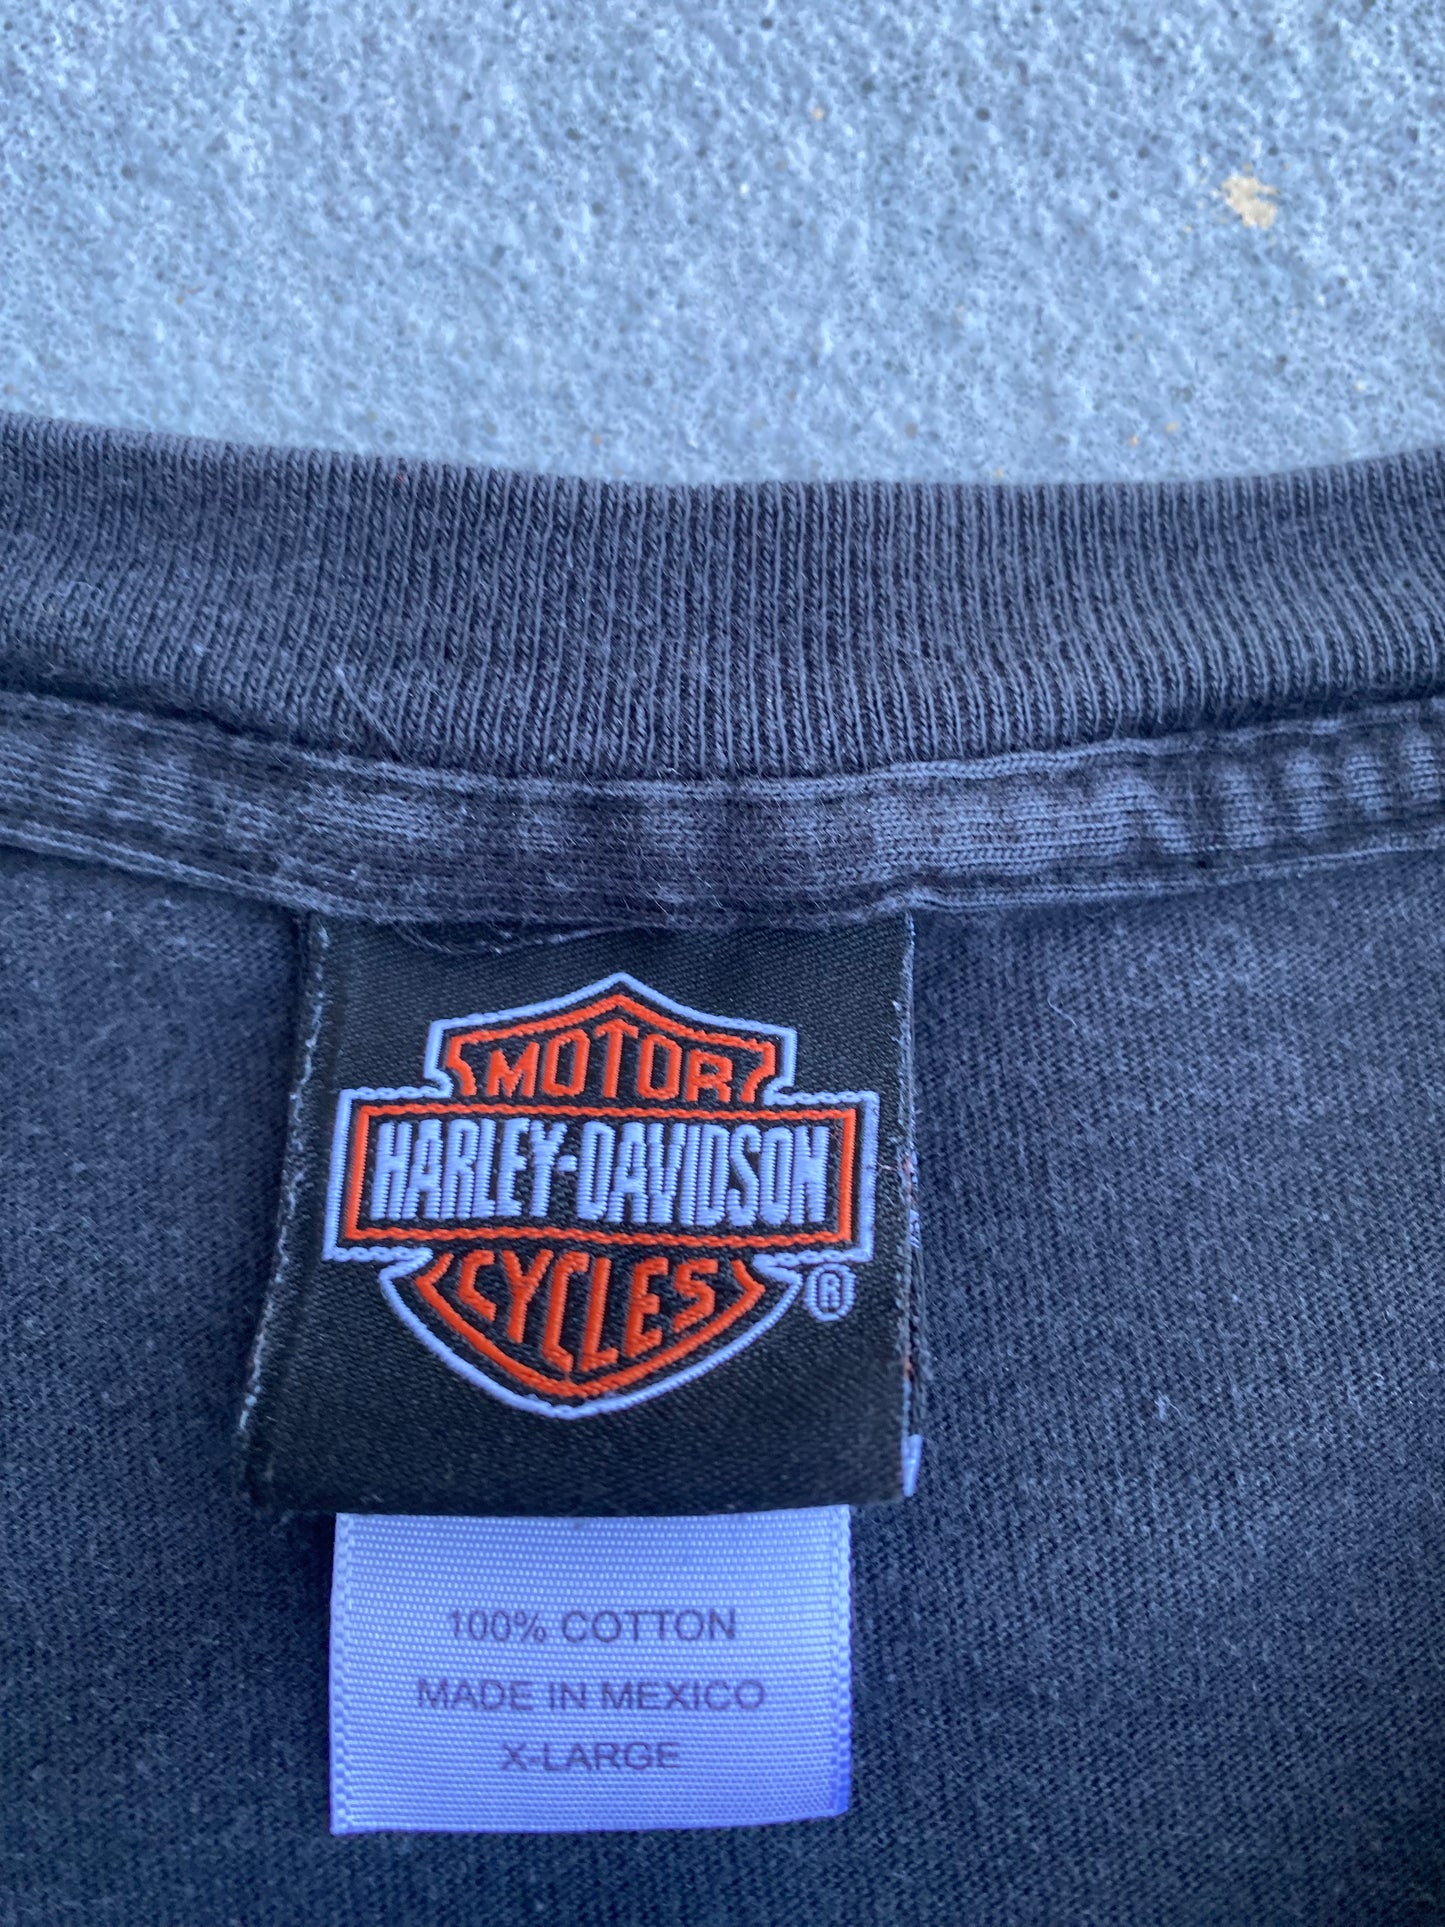 MOTOR
HARLEY-DAVIDSON
CYCLES
®
100% COTTON
MADE IN MEXICO
X-LARGE